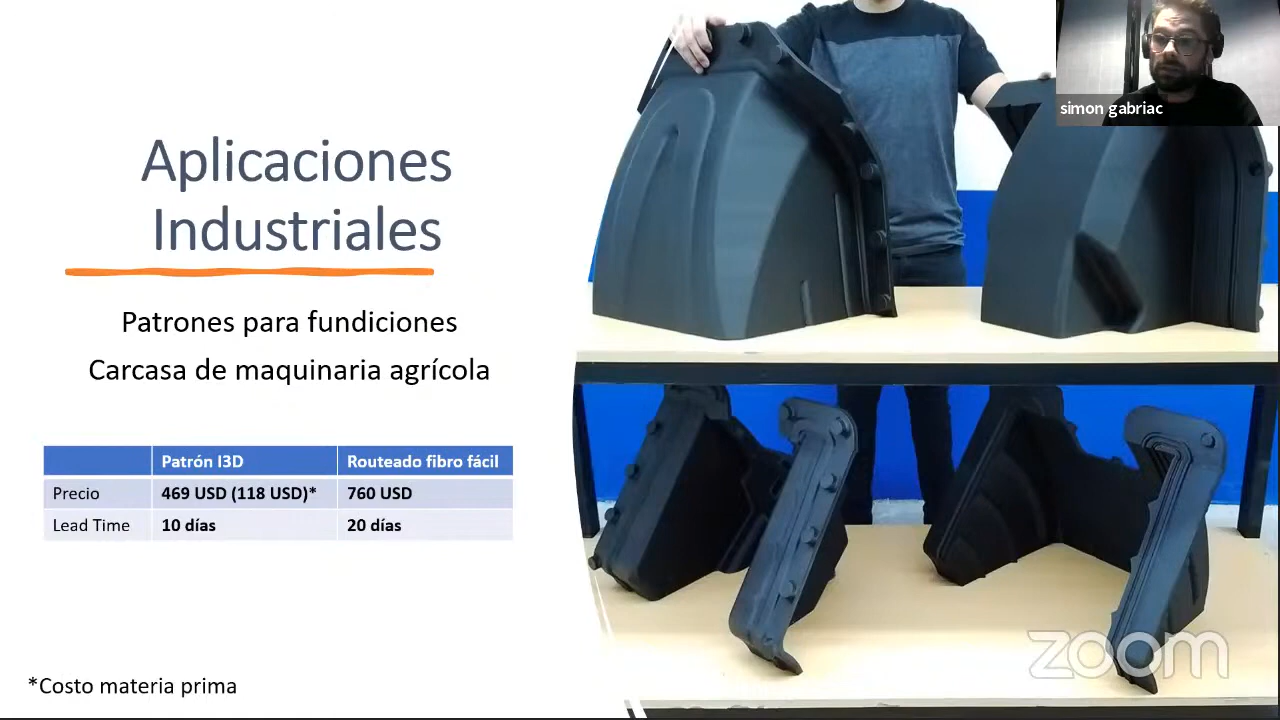 simon gabriac
Aplicaciones
Industriales
Patrones para fundiciones
Carcasa de maquinaria agrícola
Patrón I3D Routeado fibro fácil
Precio 469 USD (118 USD)* 760 USD
Lead Time 10 días 20 días
*Costo materia prima
zoom